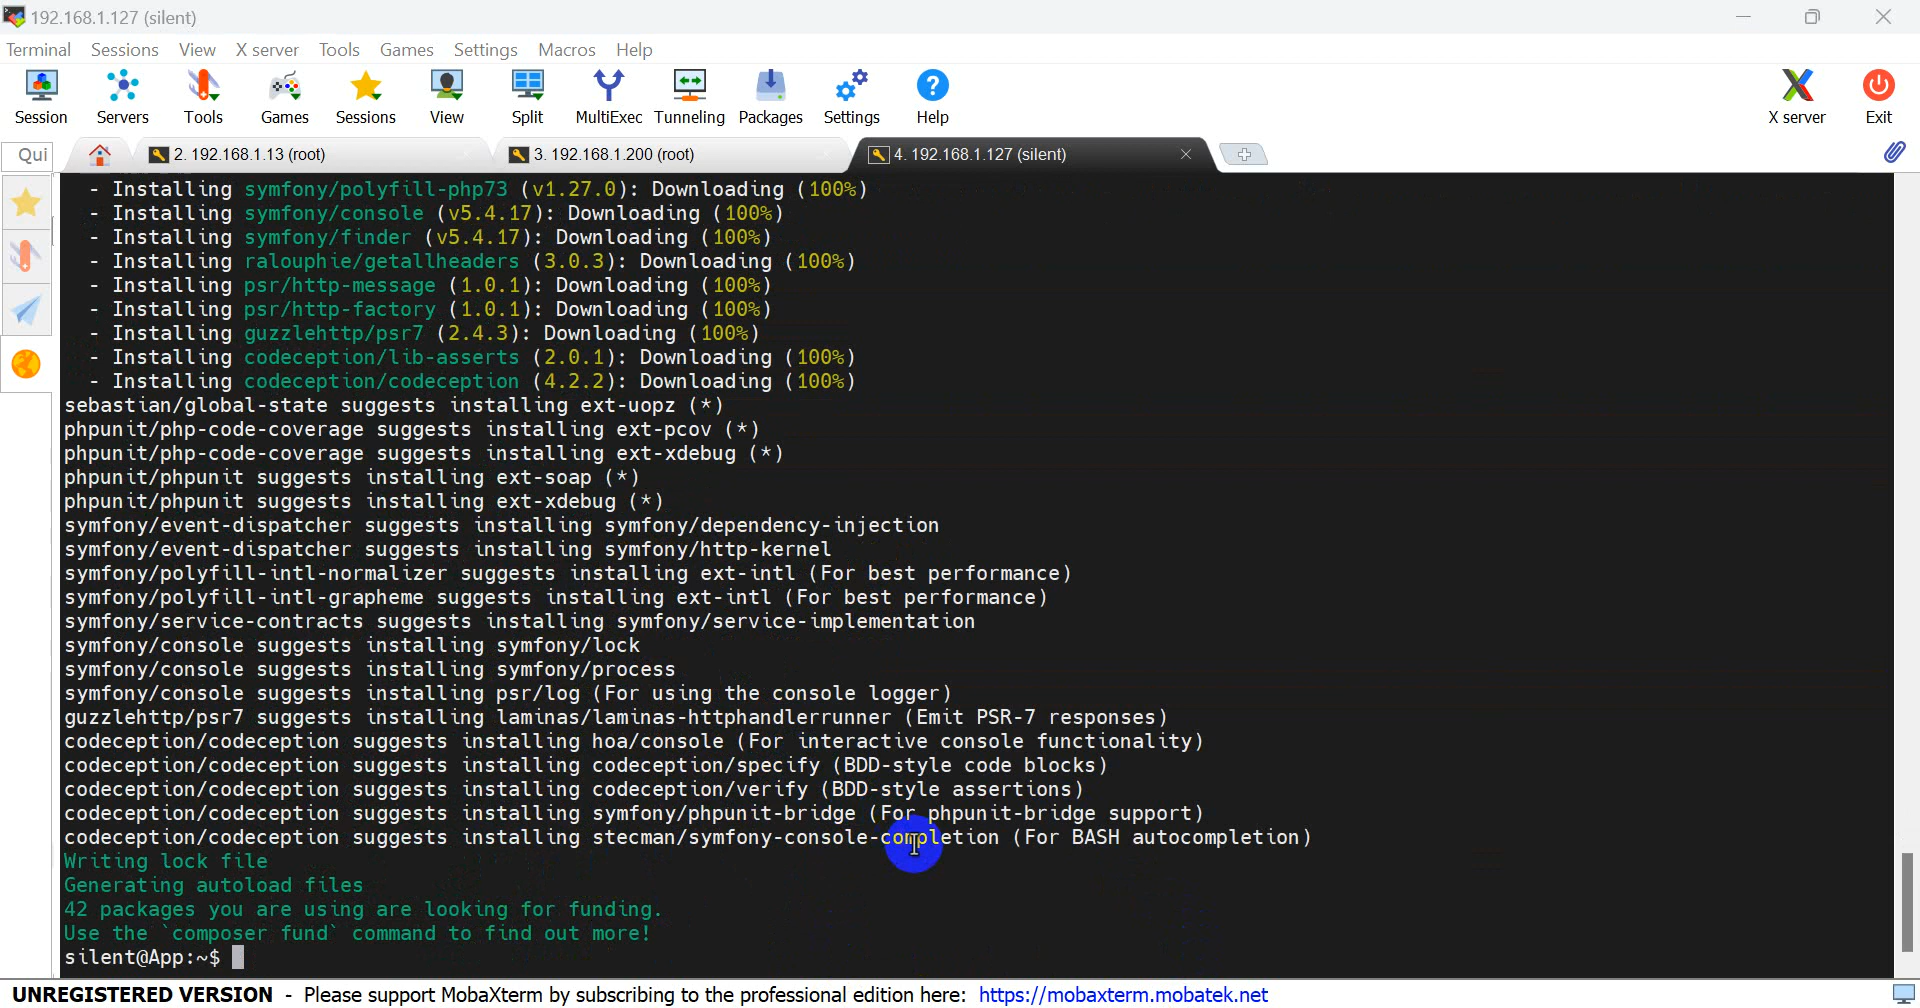 192.168.1.127 (silent)
Terminal Sessions View X server Tools Games Settings Macros Help
Session Servers Tools Games Sessions View Split MultiExec Tunneling Packages Settings Help X server Exit
Qui 2. 192.168.1.13 (root) 3. 192.168.1.200 (root) 4. 192.168.1.127 (silent)
- Installing symfony/polyfill-php73 (v1.27.0): Downloading (100%)
- Installing symfony/console (v5.4.17): Downloading (100%)
- Installing symfony/finder (v5.4.17): Downloading (100%)
- Installing ralouphie/getallheaders (3.0.3): Downloading (100%)
- Installing psr/http-message (1.0.1): Downloading (100%)
- Installing psr/http-factory (1.0.1): Downloading (100%)
- Installing guzzlehttp/psr7 (2.4.3): Downloading (100%)
- Installing codeception/lib-asserts (2.0.1): Downloading (100%)
- Installing codeception/codeception (4.2.2): Downloading (100%)
sebastian/global-state suggests installing ext-uopz (*)
phpunit/php-code-coverage suggests installing ext-pcov (*)
phpunit/php-code-coverage suggests installing ext-xdebug (*)
phpunit/phpunit suggests installing ext-soap (*)
phpunit/phpunit suggests installing ext-xdebug (*)
symfony/event-dispatcher suggests installing symfony/dependency-injection
symfony/event-dispatcher suggests installing symfony/http-kernel
symfony/polyfill-intl-normalizer suggests installing ext-intl (For best performance)
symfony/polyfill-intl-grapheme suggests installing ext-intl (For best performance)
symfony/service-contracts suggests installing symfony/service-implementation
symfony/console suggests installing symfony/lock
symfony/console suggests installing symfony/process
symfony/console suggests installing psr/log (For using the console logger)
guzzlehttp/psr7 suggests installing laminas/laminas-httphandlerrunner (Emit PSR-7 responses)
codeception/codeception suggests installing hoa/console (For interactive console functionality)
codeception/codeception suggests installing codeception/specify (BDD-style code blocks)
codeception/codeception suggests installing codeception/verify (BDD-style assertions)
codeception/codeception suggests installing symfony/phpunit-bridge (For phpunit-bridge support)
codeception/codeception suggests installing stecman/symfony-console-completion (For BASH autocompletion)
Writing lock file
Generating autoload files
42 packages you are using are looking for funding.
Use the `composer fund` command to find out more!
silent@App:~$
UNREGISTERED VERSION - Please support MobaXterm by subscribing to the professional edition here: https://mobaxterm.mobatek.net